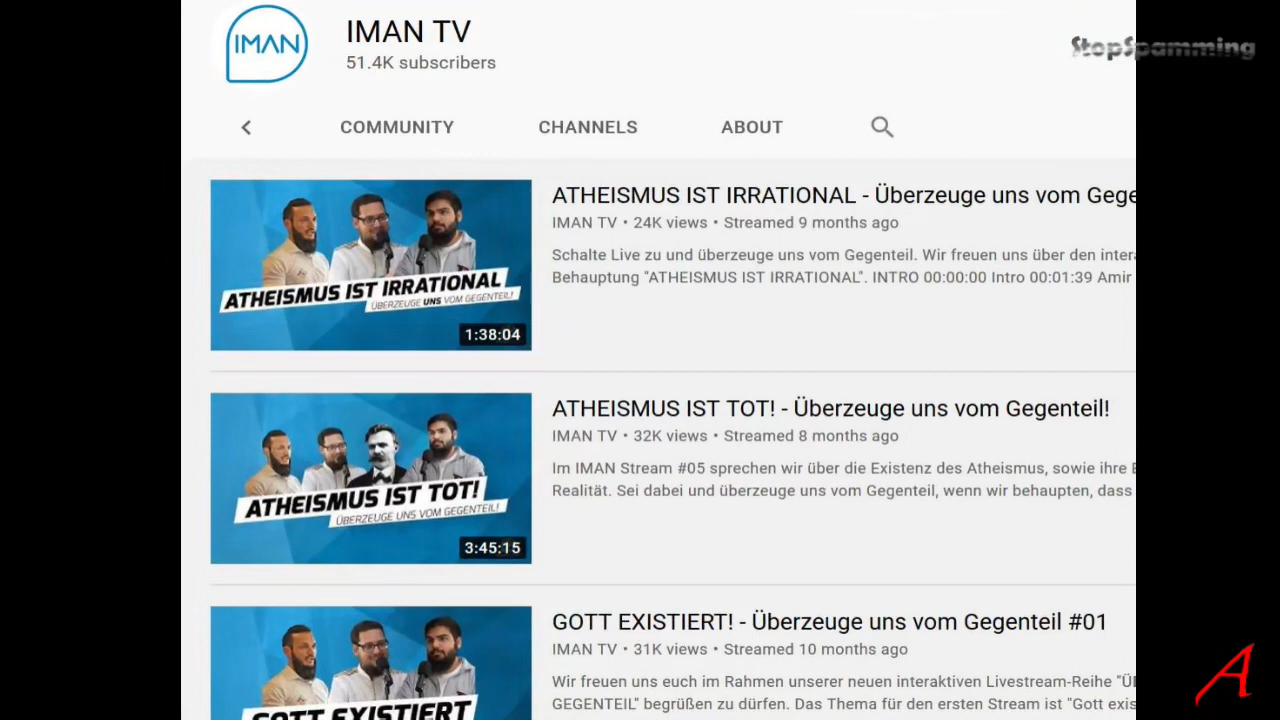 IMAN
IMAN TV
51.4K subscribers
StopSpamming
COMMUNITY
CHANNELS
ABOUT
ATHEISMUS IST IRRATIONAL
ÜBERZEUGE UNS VOM GEGENTEIL!
1:38:04
ATHEISMUS IST IRRATIONAL - Überzeuge uns vom Gege
IMAN TV • 24K views • Streamed 9 months ago
Schalte Live zu und überzeuge uns vom Gegenteil. Wir freuen uns über den inter
Behauptung "ATHEISMUS IST IRRATIONAL". INTRO 00:00:00 Intro 00:01:39 Amir
ATHEISMUS IST TOT!
ÜBERZEUGE UNS VOM GEGENTEIL!
3:45:15
ATHEISMUS IST TOT! - Überzeuge uns vom Gegenteil!
IMAN TV • 32K views • Streamed 8 months ago
Im IMAN Stream #05 sprechen wir über die Existenz des Atheismus, sowie ihre
Realität. Sei dabei und überzeuge uns vom Gegenteil, wenn wir behaupten, dass
GOTT EXISTIERT
GOTT EXISTIERT! - Überzeuge uns vom Gegenteil #01
IMAN TV • 31K views • Streamed 10 months ago
Wir freuen uns euch im Rahmen unserer neuen interaktiven Livestream-Reihe "Ü
GEGENTEIL" begrüßen zu dürfen. Das Thema für den ersten Stream ist "Gott exis
A